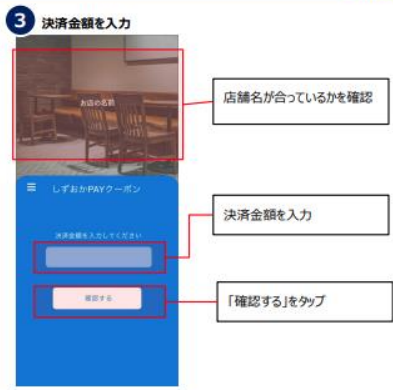 3 決済金額を入力
お店の名前
店舗名が合っているかを確認
しずおかPAYクーポン
決済金額を入力してください
決済金額を入力
確認する
「確認する」をタップ